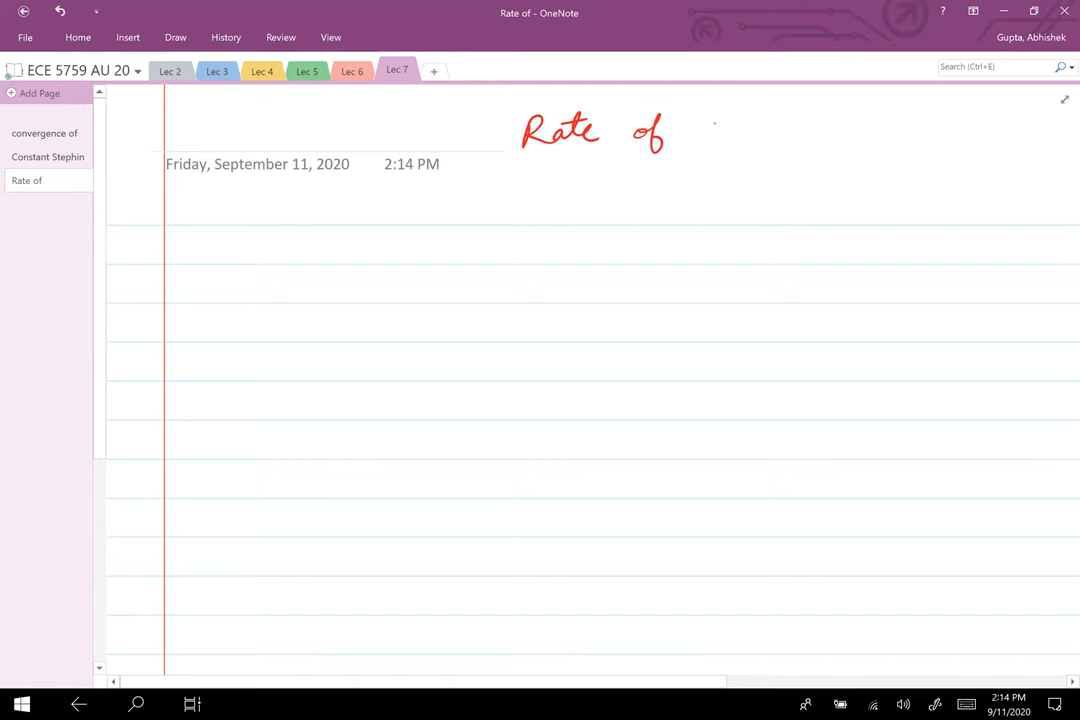 Rate of - OneNote
?
File
Home
Insert
Draw
History
Review
View
Gupta, Abhishek
ECE 5759 AU 20
Lec 2
Lec 3
Lec 4
Lec 5
Lec 6
Lec 7
+
Search (Ctrl+E)
Add Page
convergence of
Constant Stephin
Rate of
Rate of
Friday, September 11, 2020 2:14 PM
2:14 PM
9/11/2020